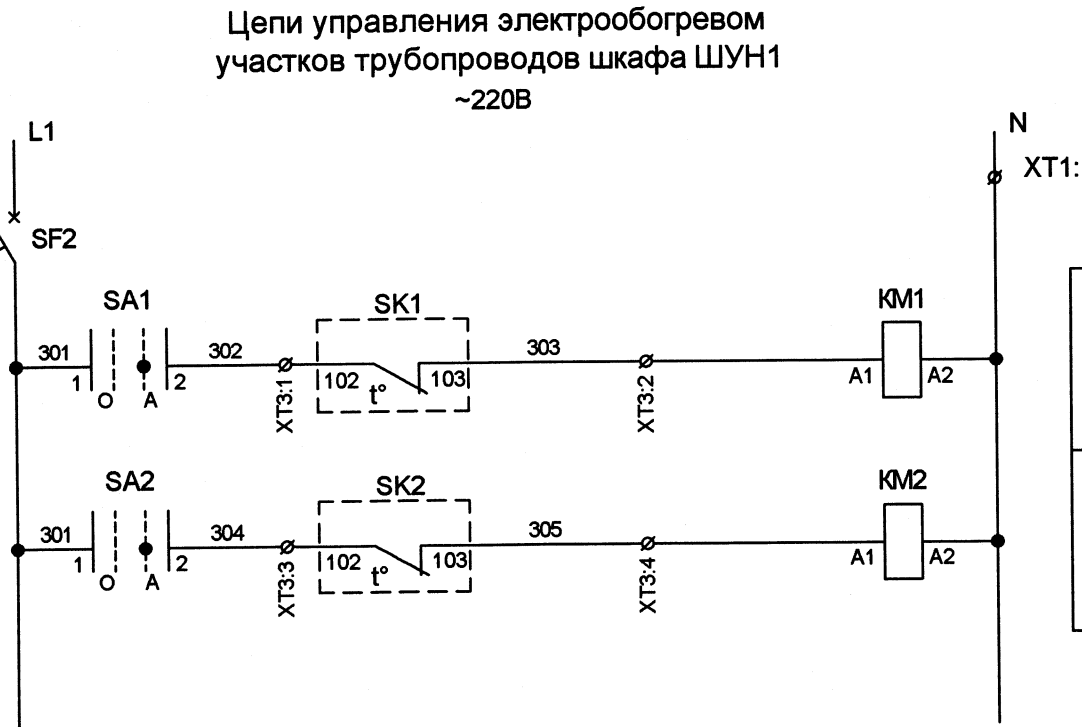 Цепи управления электрообогревом
участков трубопроводов шкафа ШУН1
~220В
L1
N
XT1:
SF2
SA1
SK1
КМ1
301
302
303
1
2
102
103
A1
A2
O
A
t°
XT3:1
XT3:2
SA2
SK2
КМ2
301
304
305
1
2
102
103
A1
A2
O
A
t°
XT3:3
XT3:4